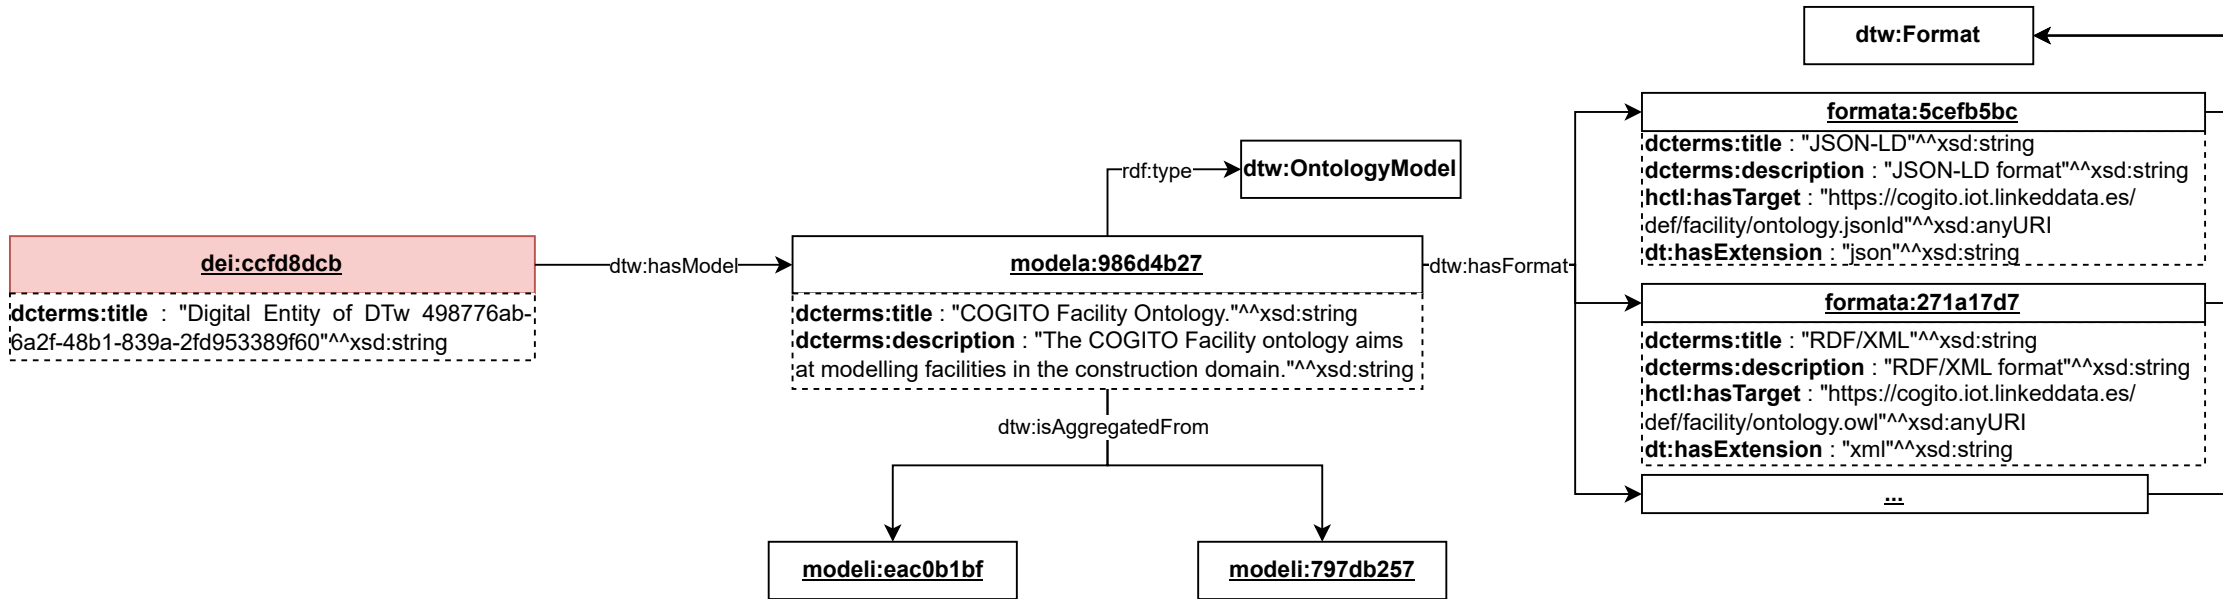 dtw:Format
formata:5cefb5bc
dcterms:title : "JSON-LD"^^xsd:string
dcterms:description : "JSON-LD format"^^xsd:string
hctl:hasTarget : "https://cogito.iot.linkeddata.es/
def/facility/ontology.jsonld"^^xsd:anyURI
dt:hasExtension : "json"^^xsd:string
rdf:type
dtw:OntologyModel
dei:ccfd8dcb
dcterms:title : "Digital Entity of DTw 498776ab-
6a2f-48b1-839a-2fd953389f60"^^xsd:string
dtw:hasModel
modela:986d4b27
dcterms:title : "COGITO Facility Ontology."^^xsd:string
dcterms:description : "The COGITO Facility ontology aims
at modelling facilities in the construction domain."^^xsd:string
dtw:hasFormat
formata:271a17d7
dcterms:title : "RDF/XML"^^xsd:string
dcterms:description : "RDF/XML format"^^xsd:string
hctl:hasTarget : "https://cogito.iot.linkeddata.es/
def/facility/ontology.owl"^^xsd:anyURI
dt:hasExtension : "xml"^^xsd:string
...
dtw:isAggregatedFrom
modeli:eac0b1bf
modeli:797db257